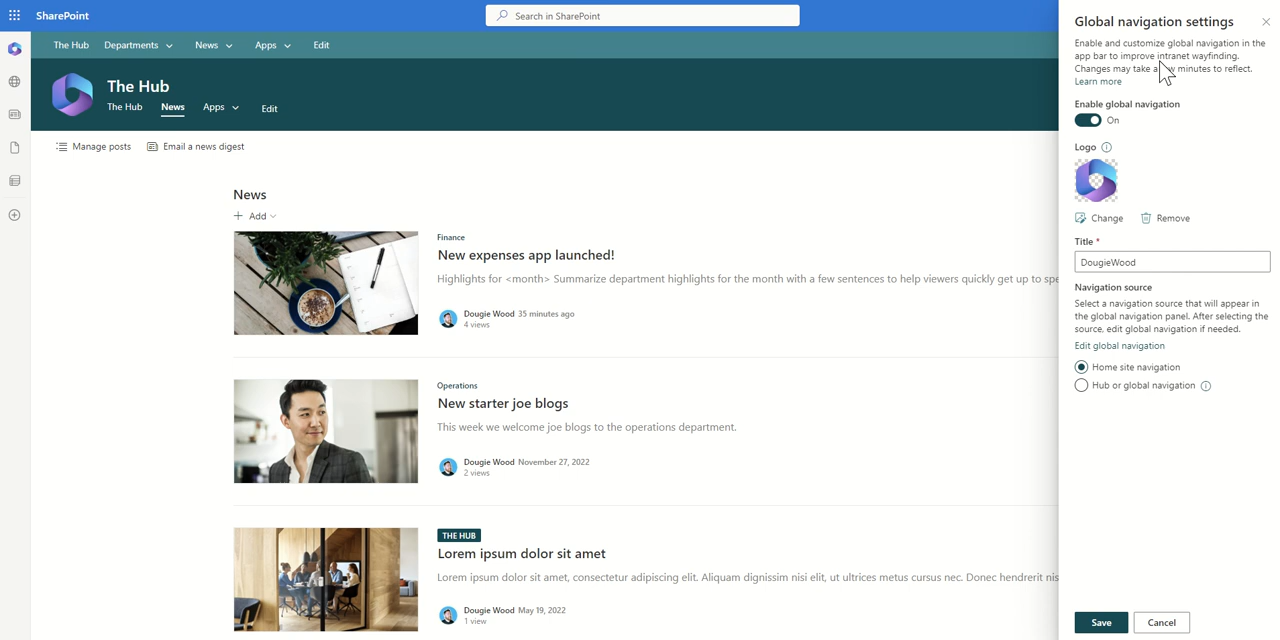 SharePoint
Search in SharePoint
The Hub
Departments
News
Apps
Edit
The Hub
The Hub
News
Apps
Edit
Manage posts
Email a news digest
News
Add
Finance
New expenses app launched!
Highlights for <month> Summarize department highlights for the month with a few sentences to help viewers quickly get up to spe
Dougie Wood 35 minutes ago
4 views
Operations
New starter joe blogs
This week we welcome joe blogs to the operations department.
Dougie Wood November 27, 2022
2 views
THE HUB
Lorem ipsum dolor sit amet
Lorem ipsum dolor sit amet, consectetur adipiscing elit. Aliquam dignissim nisi elit, ut ultrices metus cursus nec. Donec hendrerit nis
Dougie Wood May 19, 2022
1 view
Global navigation settings
Enable and customize global navigation in the
app bar to improve intranet wayfinding.
Changes may take a minutes to reflect.
Learn more
Enable global navigation
On
Logo
Change
Remove
Title *
DougieWood
Navigation source
Select a navigation source that will appear in
the global navigation panel. After selecting the
source, edit global navigation if needed.
Edit global navigation
Home site navigation
Hub or global navigation
Save
Cancel